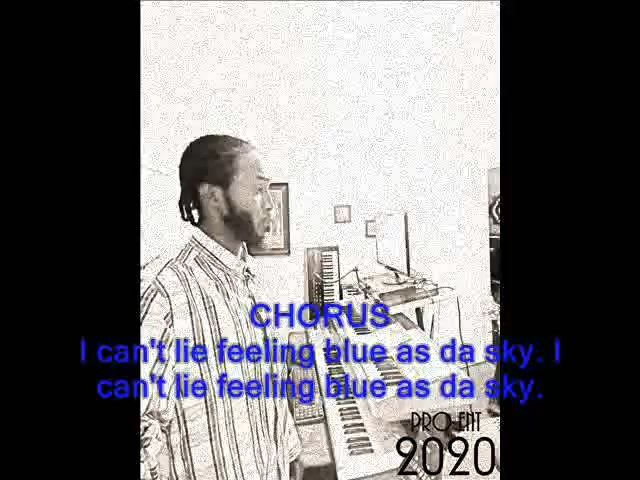 CHORUS
I can't lie feeling blue as da sky. I
can't lie feeling blue as da sky.
PRO-ENT
2020